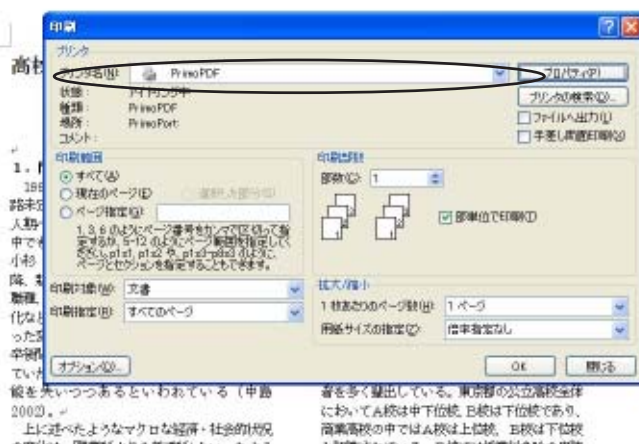 印刷
プリンタ
プリンタ名(N): PrimoPDF
プロパティ(P)
状態: アイドリング中
プリンタの検索(D)...
種類: PrimoPDF
場所: PrimoPort:
ファイルへ出力(L)
コメント:
手差し両面印刷(X)
印刷範囲
すべて(A)
現在のページ(E)
選択した部分(S)
ページ指定(G):
1,3,6 のようにページ番号をカンマで区切って指
定するか、5-12 のようにページ範囲を指定してく
ださい。p1s1, p1s2 や、p1s3-p8s3 のように、
ページとセクションを指定することもできます。
印刷部数
部数(C): 1
部単位で印刷(T)
印刷対象(W): 文書
印刷指定(R): すべてのページ
拡大/縮小
1 枚あたりのページ数(H): 1 ページ
用紙サイズの指定(Z): 倍率指定なし
オプション(O)...
OK
閉じる
高校
1.
能を失いつつあるといわれている(中島
2002)。
上に述べたようなマクロな経済・社会的状況
者を多く輩出している。東京都の公立高校全体
においてA校は中下位校、B校は下位校であり、
商業高校の中ではA校は上位校、B校は下位校